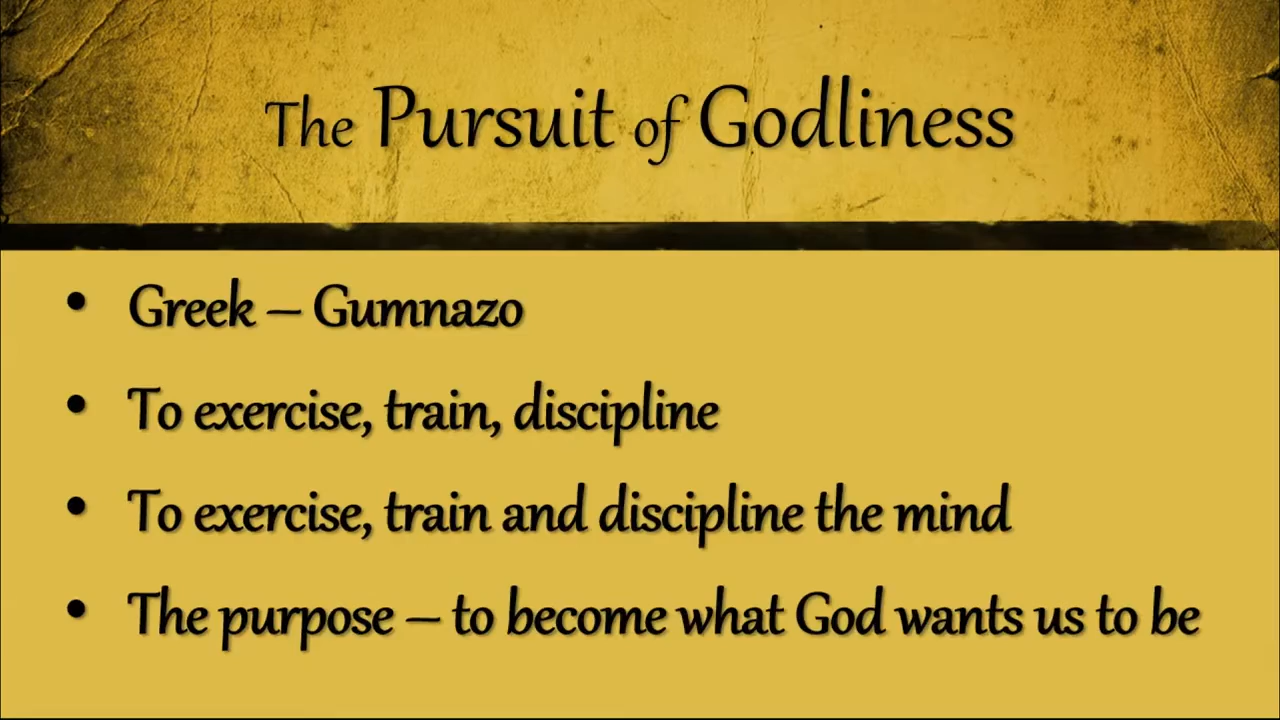 The Pursuit of Godliness
• Greek – Gumnazo
• To exercise, train, discipline
• To exercise, train and discipline the mind
• The purpose – to become what God wants us to be